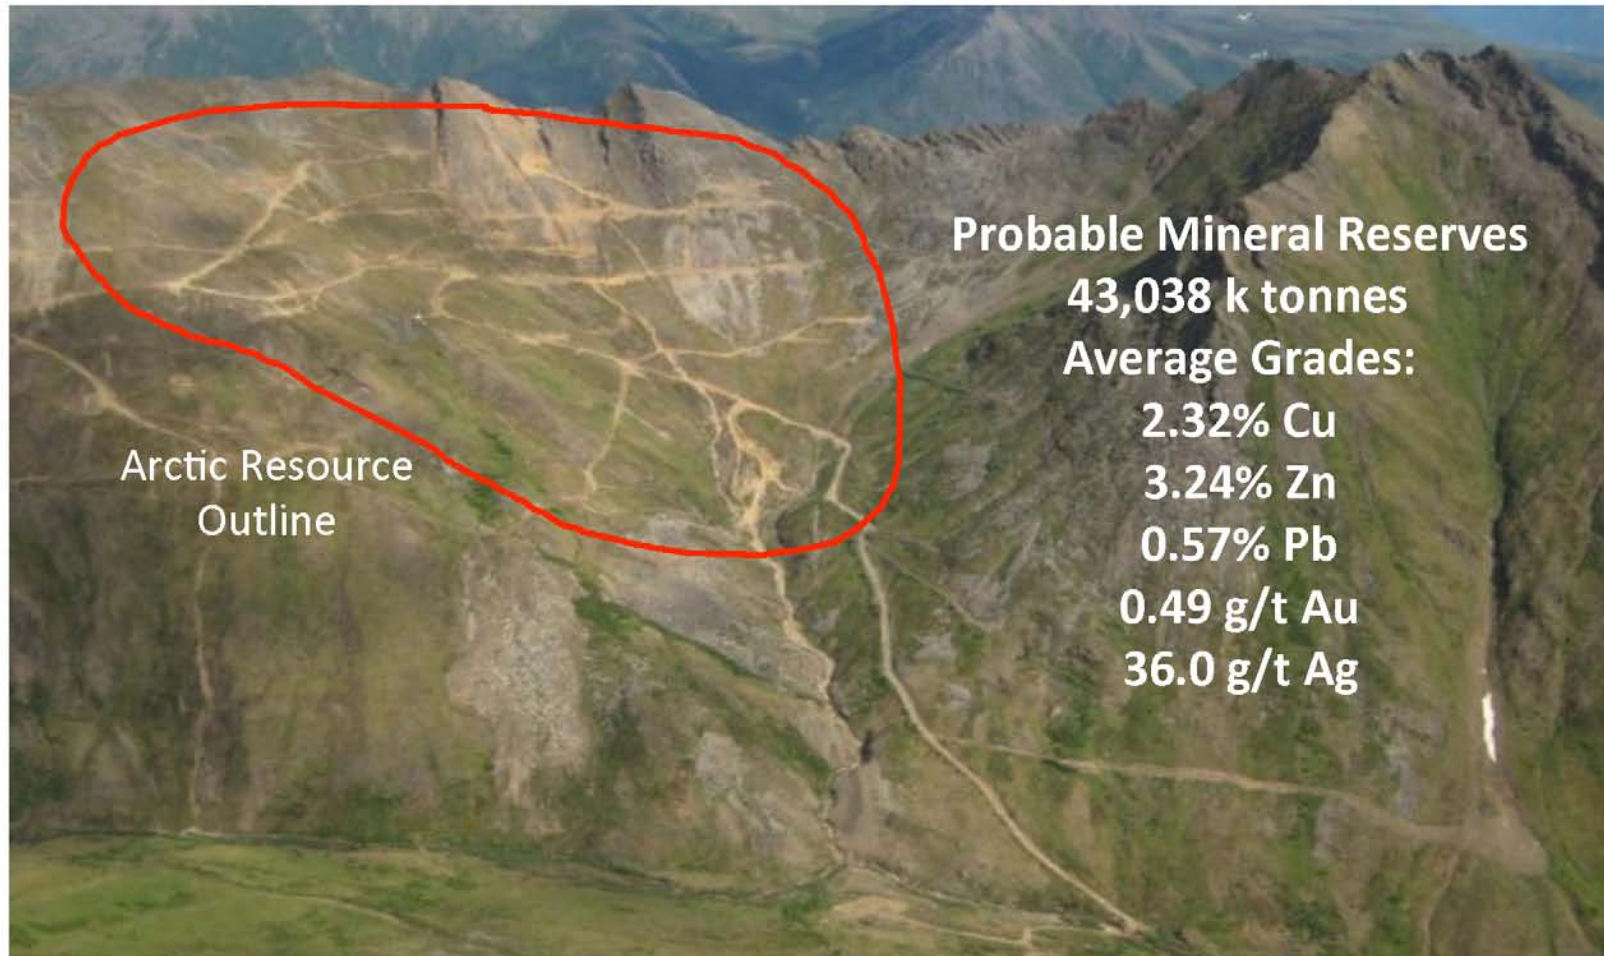 Probable Mineral Reserves
43,038 k tonnes
Average Grades:
2.32% Cu
3.24% Zn
0.57% Pb
0.49 g/t Au
36.0 g/t Ag
Arctic Resource
Outline